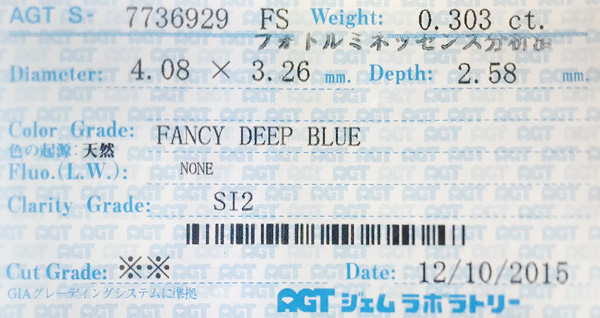 AGT S- 7736929 FS Weight: 0.303 ct.
フォトルミネッセンス分析済
Diameter: 4.08 × 3.26 mm. Depth: 2.58 mm.
Color Grade: FANCY DEEP BLUE
色の起源: 天然
Fluo.(L.W.): NONE
Clarity Grade: SI2
Cut Grade: ※※ Date: 12/10/2015
GIAグレーディングシステムに準拠
AGT ジェムラボラトリー